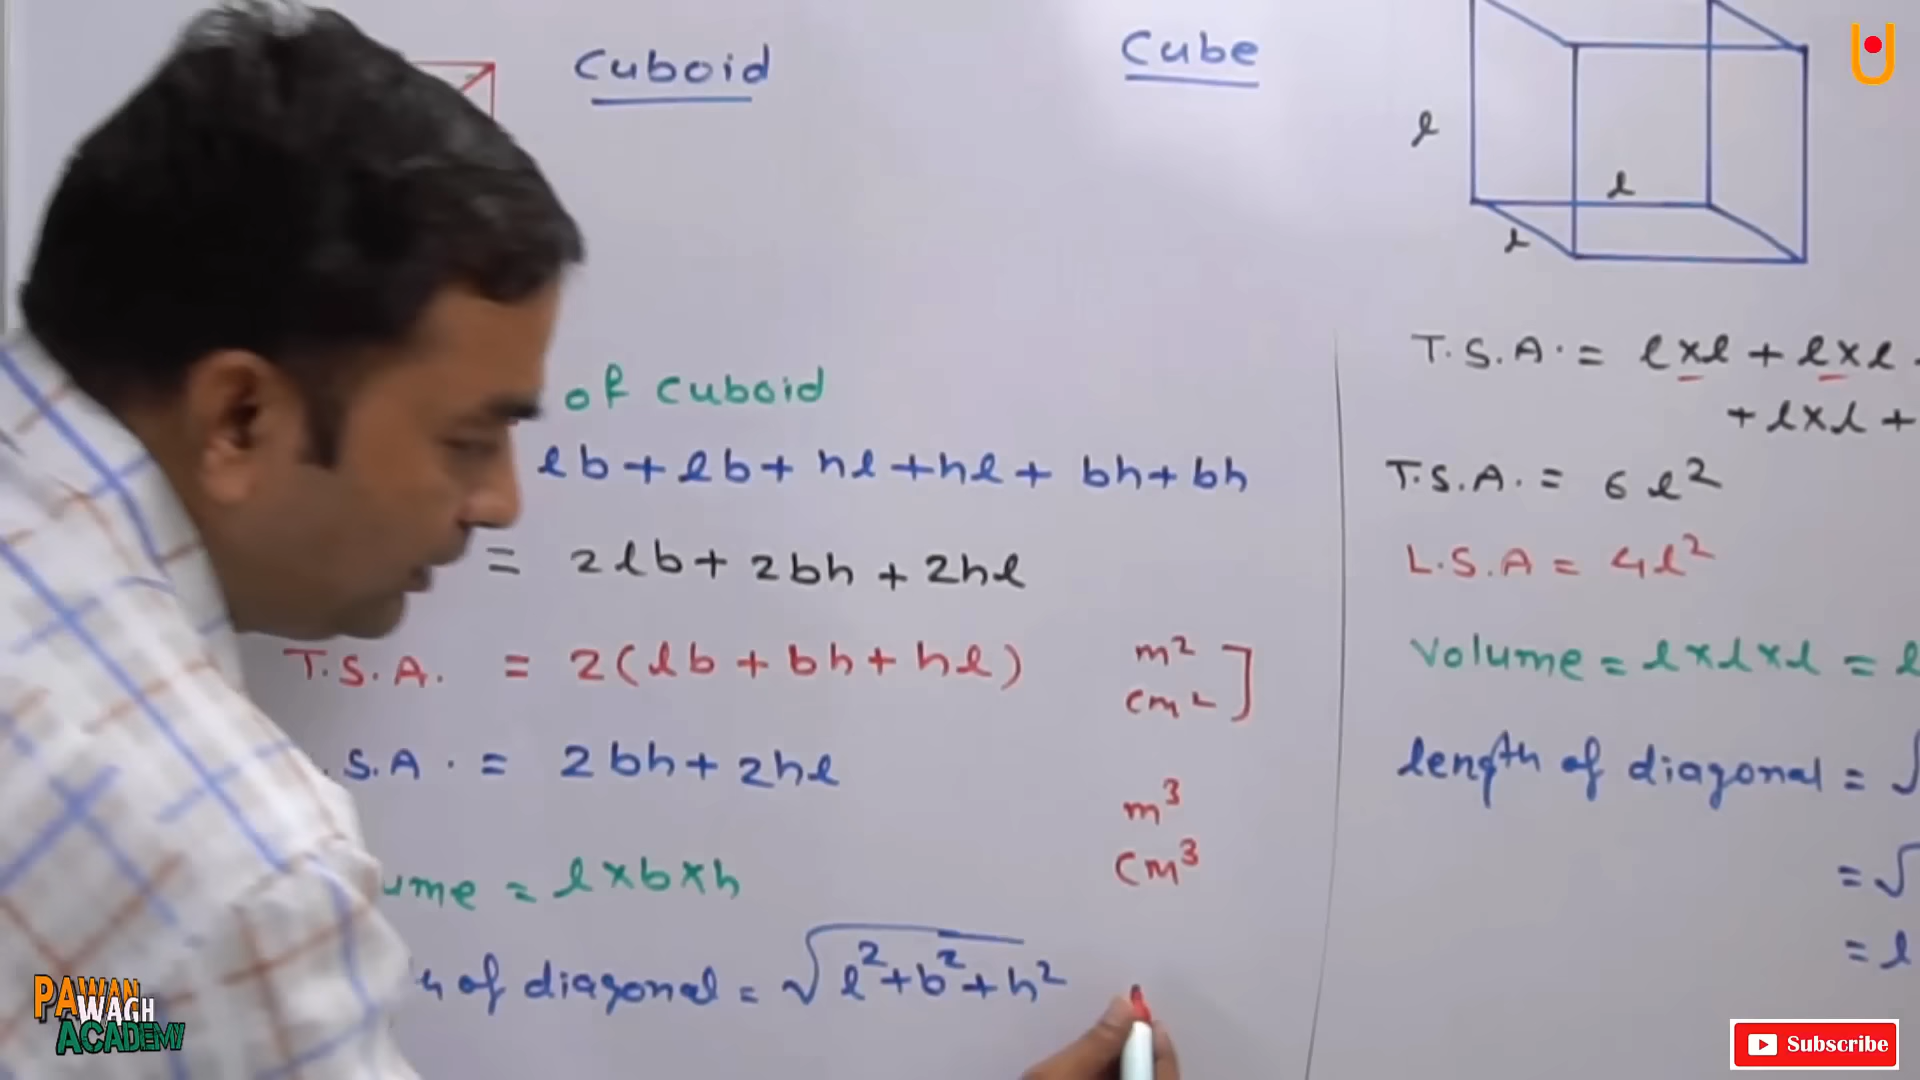 Cuboid
Cube
l
l
l
of cuboid
lb + lb + hl + hl + bh + bh
= 2lb + 2bh + 2hl
T.S.A. = 2(lb + bh + hl)
m²
cm²
.S.A. = 2bh + 2hl
m³
cm³
ume = l×b×h
h of diagonal = √l²+b²+h²
T.S.A. = l×l + l×l
+ l×l +
T.S.A. = 6l²
L.S.A = 4l²
Volume = l×l×l = l
length of diagonal = √
= √
= l
PAWAN
WAGH
ACADEMY
Subscribe